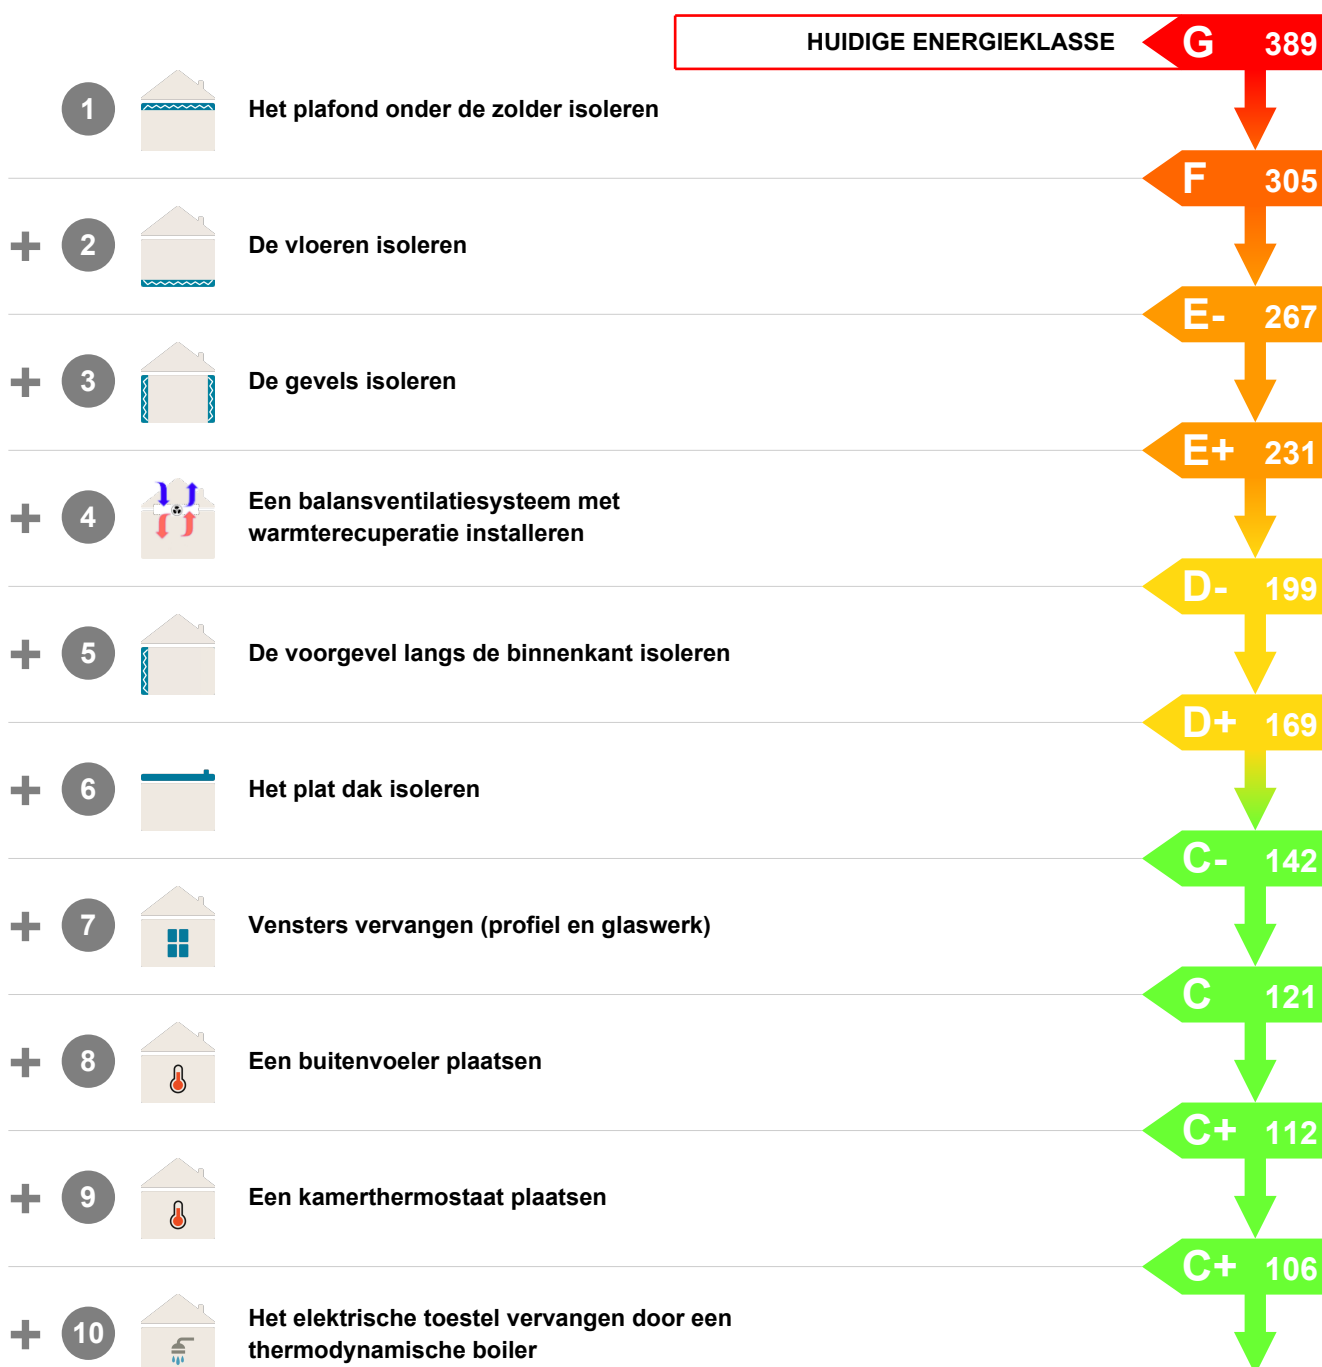 HUIDIGE ENERGIEKLASSE G 389
1 Het plafond onder de zolder isoleren
F 305
+ 2 De vloeren isoleren
E- 267
+ 3 De gevels isoleren
E+ 231
+ 4 Een balansventilatiesysteem met
warmterecuperatie installeren
D- 199
+ 5 De voorgevel langs de binnenkant isoleren
D+ 169
+ 6 Het plat dak isoleren
C- 142
+ 7 Vensters vervangen (profiel en glaswerk)
C 121
+ 8 Een buitenvoeler plaatsen
C+ 112
+ 9 Een kamerthermostaat plaatsen
C+ 106
+ 10 Het elektrische toestel vervangen door een
thermodynamische boiler